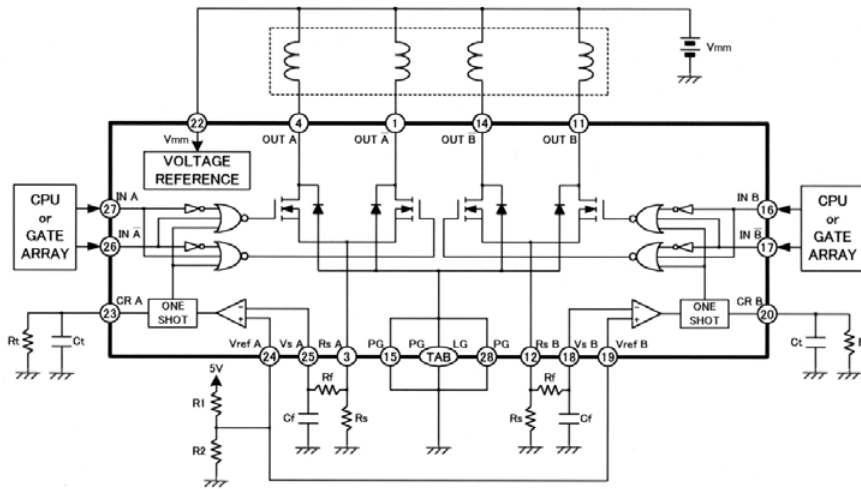 Vmm
22 4 1 14 11
Vmm OUT A OUT A̅ OUT B̅ OUT B
VOLTAGE
REFERENCE
CPU
or
GATE
ARRAY
IN A
27
IN A̅
26
IN B
16
IN B̅
17
CPU
or
GATE
ARRAY
23 CR A
ONE
SHOT
- +
- +
ONE
SHOT
CR B 20
Rt Ct
Vref A Vs A Rs A PG PG LG PG Rs B Vs B Vref B
24 25 3 15 TAB 28 12 18 19
Ct
5V
R1
R2
Rf
Cf Rs
Rf
Rs Cf